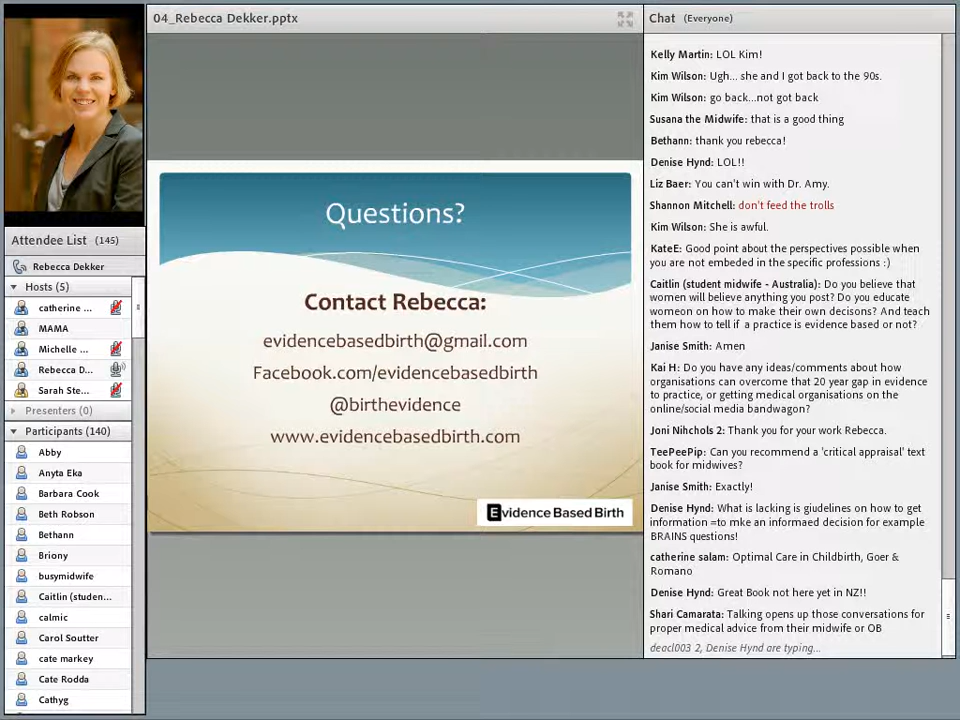 04_Rebecca Dekker.pptx
Attendee List (145)
Rebecca Dekker
Hosts (5)
catherine ...
MAMA
Michelle ...
Rebecca D...
Sarah Ste...
Presenters (0)
Participants (140)
Abby
Anyta Eka
Barbara Cook
Beth Robson
Bethann
Briony
busymidwife
Caitlin (studen...
calmic
Carol Soutter
cate markey
Cate Rodda
Cathyg
Questions?
Contact Rebecca:
evidencebasedbirth@gmail.com
Facebook.com/evidencebasedbirth
@birthevidence
www.evidencebasedbirth.com
Evidence Based Birth
Chat (Everyone)
Kelly Martin: LOL Kim!
Kim Wilson: Ugh... she and I got back to the 90s.
Kim Wilson: go back...not got back
Susana the Midwife: that is a good thing
Bethann: thank you rebecca!
Denise Hynd: LOL!!
Liz Baer: You can't win with Dr. Amy.
Shannon Mitchell: don't feed the trolls
Kim Wilson: She is awful.
KateE: Good point about the perspectives possible when
you are not embeded in the specific professions :)
Caitlin (student midwife - Australia): Do you believe that
women will believe anything you post? Do you educate
womeon on how to make their own decisons? And teach
them how to tell if a practice is evidence based or not?
Janise Smith: Amen
Kai H: Do you have any ideas/comments about how
organisations can overcome that 20 year gap in evidence
to practice, or getting medical organisations on the
online/social media bandwagon?
Joni Nihchols 2: Thank you for your work Rebecca.
TeePeePip: Can you recommend a 'critical appraisal' text
book for midwives?
Janise Smith: Exactly!
Denise Hynd: What is lacking is giudelines on how to get
information =to mke an informaed decision for example
BRAINS questions!
catherine salam: Optimal Care in Childbirth, Goer &
Romano
Denise Hynd: Great Book not here yet in NZ!!
Shari Camarata: Talking opens up those conversations for
proper medical advice from their midwife or OB
deacl003 2, Denise Hynd are typing...